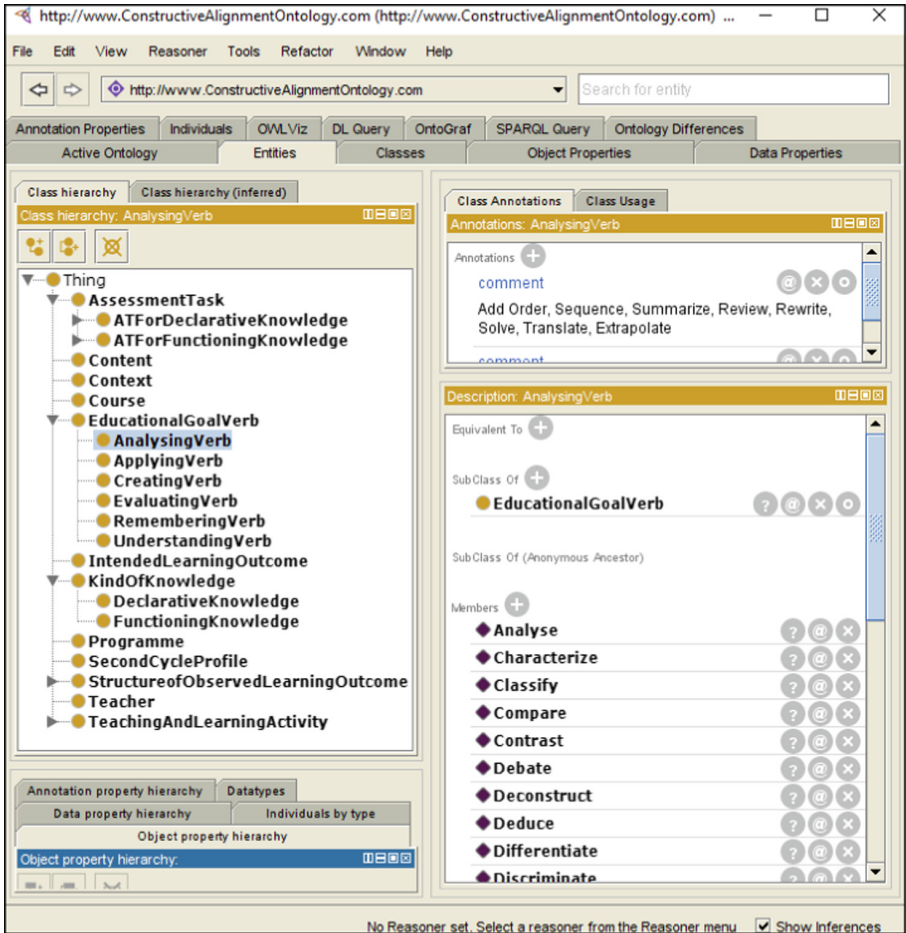 http://www.ConstructiveAlignmentOntology.com (http://www.ConstructiveAlignmentOntology.com) ...
File Edit View Reasoner Tools Refactor Window Help
http://www.ConstructiveAlignmentOntology.com
Search for entity
Annotation Properties Individuals OWLViz DL Query OntoGraf SPARQL Query Ontology Differences
Active Ontology Entities Classes Object Properties Data Properties
Class hierarchy Class hierarchy (inferred)
Class hierarchy: AnalysingVerb
Thing
AssessmentTask
ATForDeclarativeKnowledge
ATForFunctioningKnowledge
Content
Context
Course
EducationalGoalVerb
AnalysingVerb
ApplyingVerb
CreatingVerb
EvaluatingVerb
RememberingVerb
UnderstandingVerb
IntendedLearningOutcome
KindOfKnowledge
DeclarativeKnowledge
FunctioningKnowledge
Programme
SecondCycleProfile
StructureofObservedLearningOutcome
Teacher
TeachingAndLearningActivity
Annotation property hierarchy Datatypes
Data property hierarchy Individuals by type
Object property hierarchy
Object property hierarchy:
Class Annotations Class Usage
Annotations: AnalysingVerb
Annotations
comment
Add Order, Sequence, Summarize, Review, Rewrite,
Solve, Translate, Extrapolate
comment
Description: AnalysingVerb
Equivalent To
SubClass Of
EducationalGoalVerb
SubClass Of (Anonymous Ancestor)
Members
Analyse
Characterize
Classify
Compare
Contrast
Debate
Deconstruct
Deduce
Differentiate
Discriminate
No Reasoner set. Select a reasoner from the Reasoner menu Show Inferences